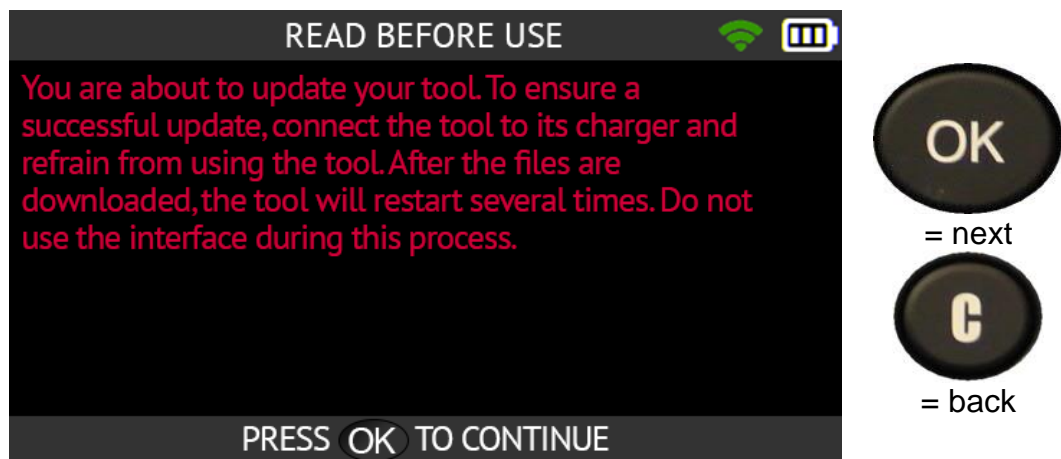 READ BEFORE USE
You are about to update your tool. To ensure a
successful update, connect the tool to its charger and
refrain from using the tool. After the files are
downloaded, the tool will restart several times. Do not
use the interface during this process.
PRESS OK TO CONTINUE
OK
= next
C
= back